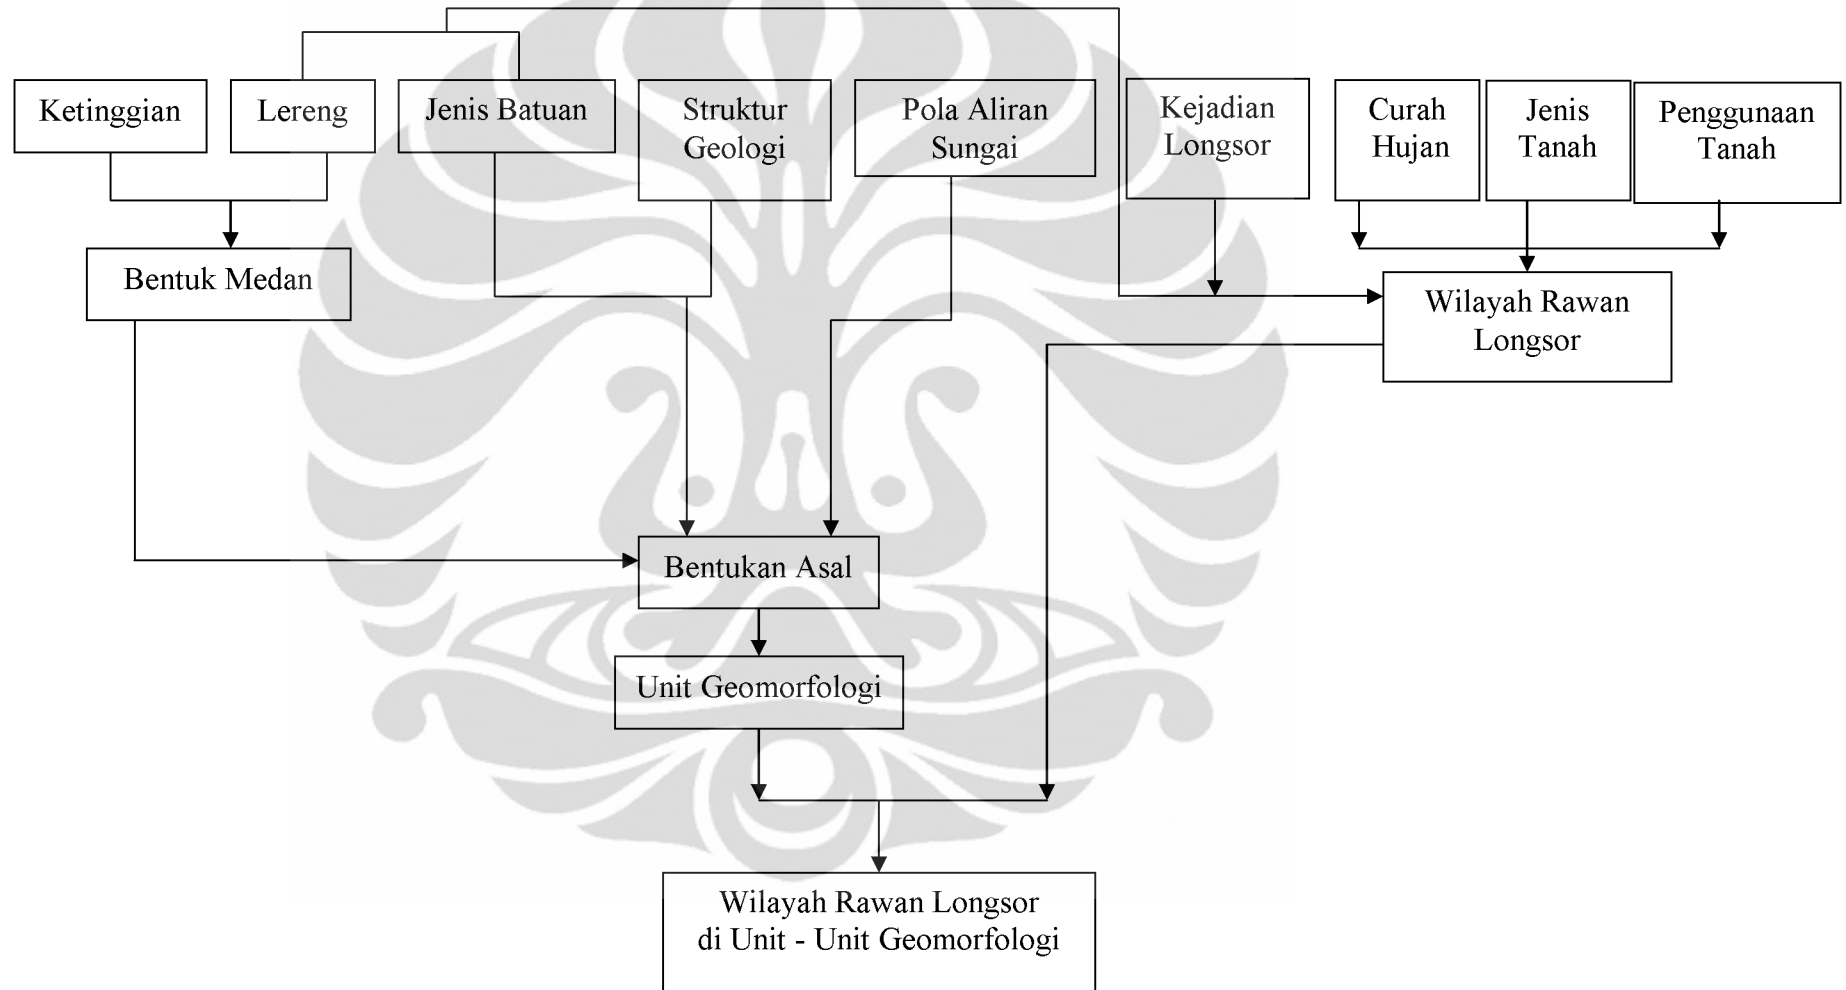 Ketinggian
Lereng
Jenis Batuan
Struktur
Geologi
Pola Aliran
Sungai
Kejadian
Longsor
Curah
Hujan
Jenis
Tanah
Penggunaan
Tanah
Bentuk Medan
Wilayah Rawan
Longsor
Bentukan Asal
Unit Geomorfologi
Wilayah Rawan Longsor
di Unit - Unit Geomorfologi